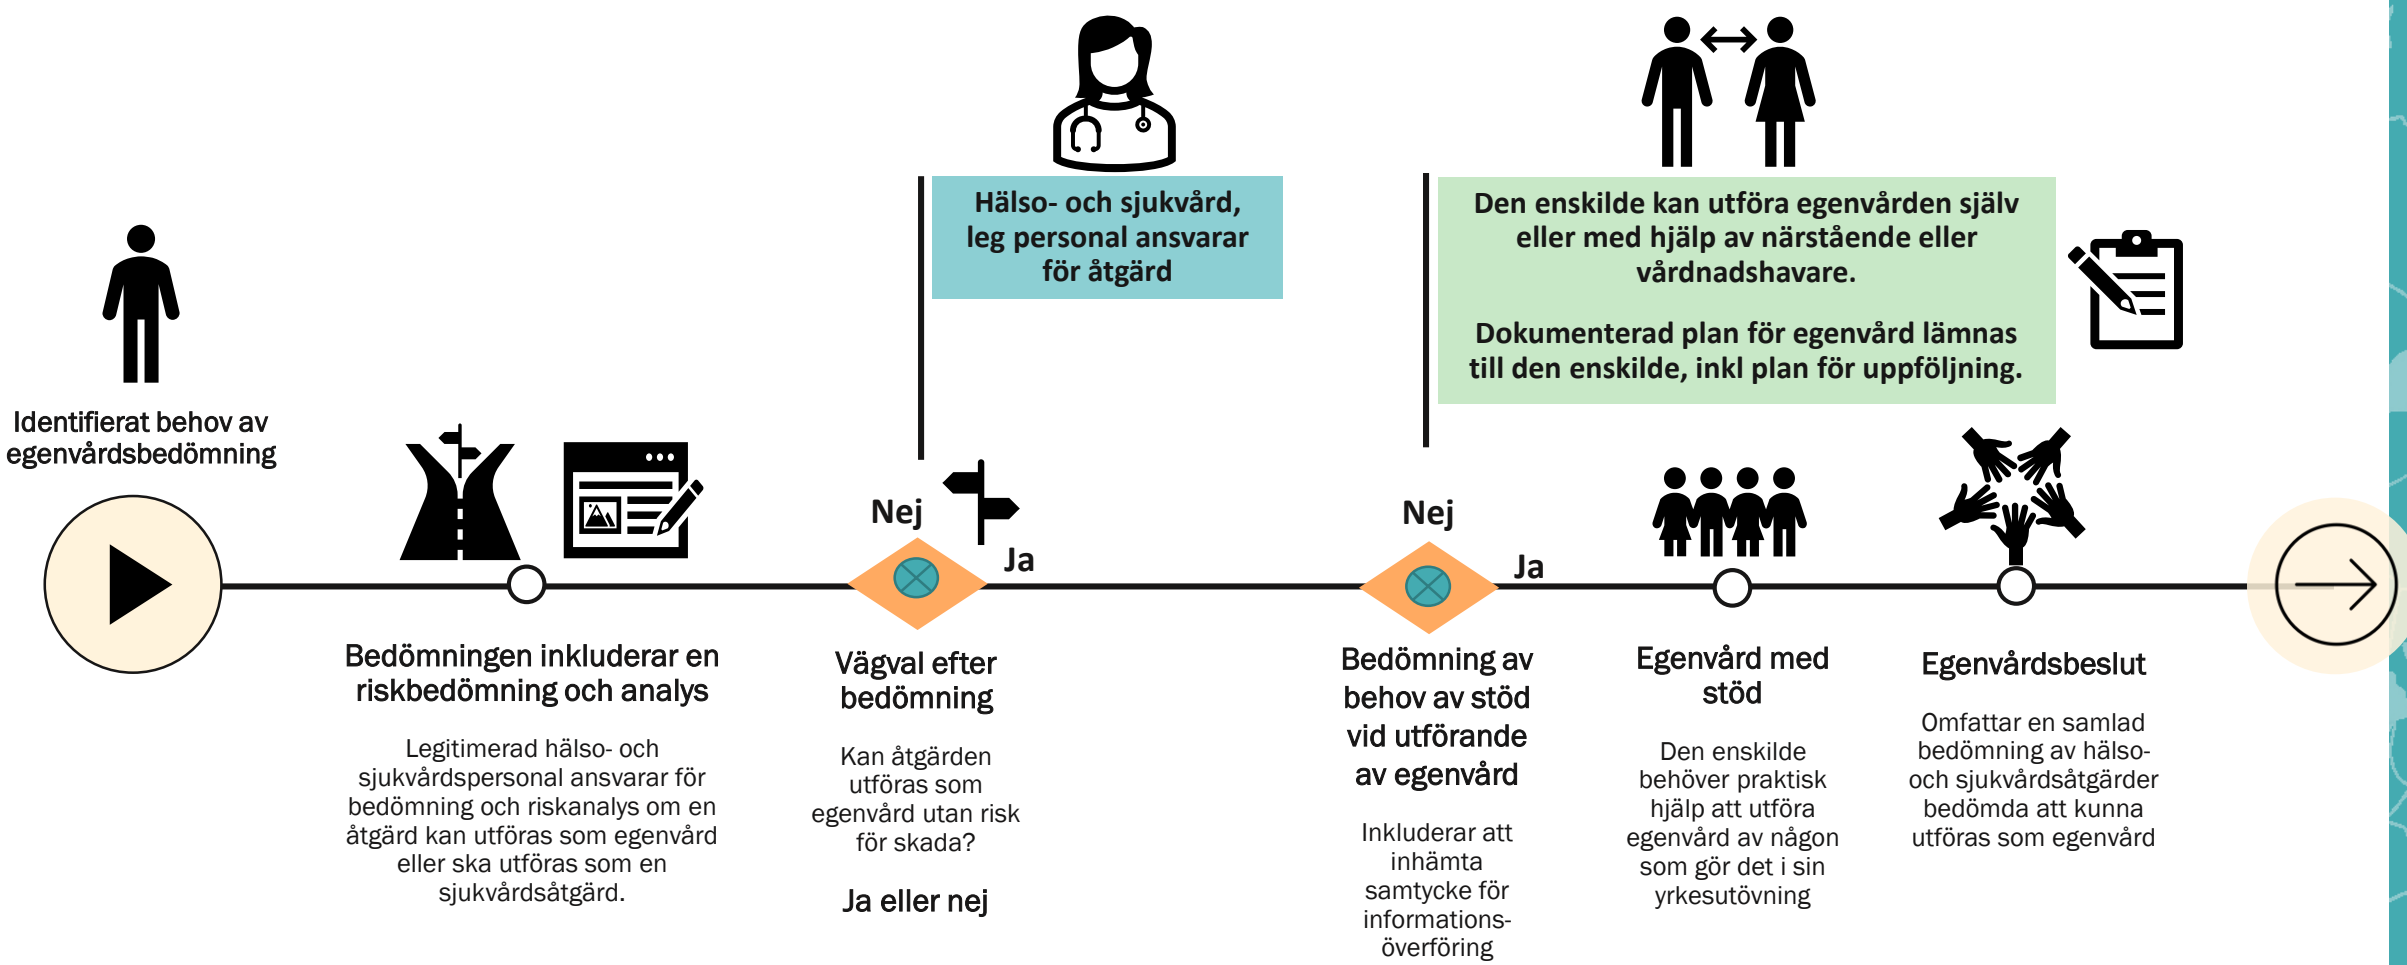 Identifierat behov av
egenvårdsbedömning
Bedömningen inkluderar en
riskbedömning och analys
Legitimerad hälso- och
sjukvårdspersonal ansvarar för
bedömning och riskanalys om en
åtgärd kan utföras som egenvård
eller ska utföras som en
sjukvårdsåtgärd.
Hälso- och sjukvård,
leg personal ansvarar
för åtgärd
Nej
Ja
Vägval efter
bedömning
Kan åtgärden
utföras som
egenvård utan risk
för skada?
Ja eller nej
Den enskilde kan utföra egenvården själv
eller med hjälp av närstående eller
vårdnadshavare.
Dokumenterad plan för egenvård lämnas
till den enskilde, inkl plan för uppföljning.
Nej
Ja
Bedömning av
behov av stöd
vid utförande
av egenvård
Inkluderar att
inhämta
samtycke för
informations-
överföring
Egenvård med
stöd
Den enskilde
behöver praktisk
hjälp att utföra
egenvård av någon
som gör det i sin
yrkesutövning
Egenvårdsbeslut
Omfattar en samlad
bedömning av hälso-
och sjukvårdsåtgärder
bedömda att kunna
utföras som egenvård